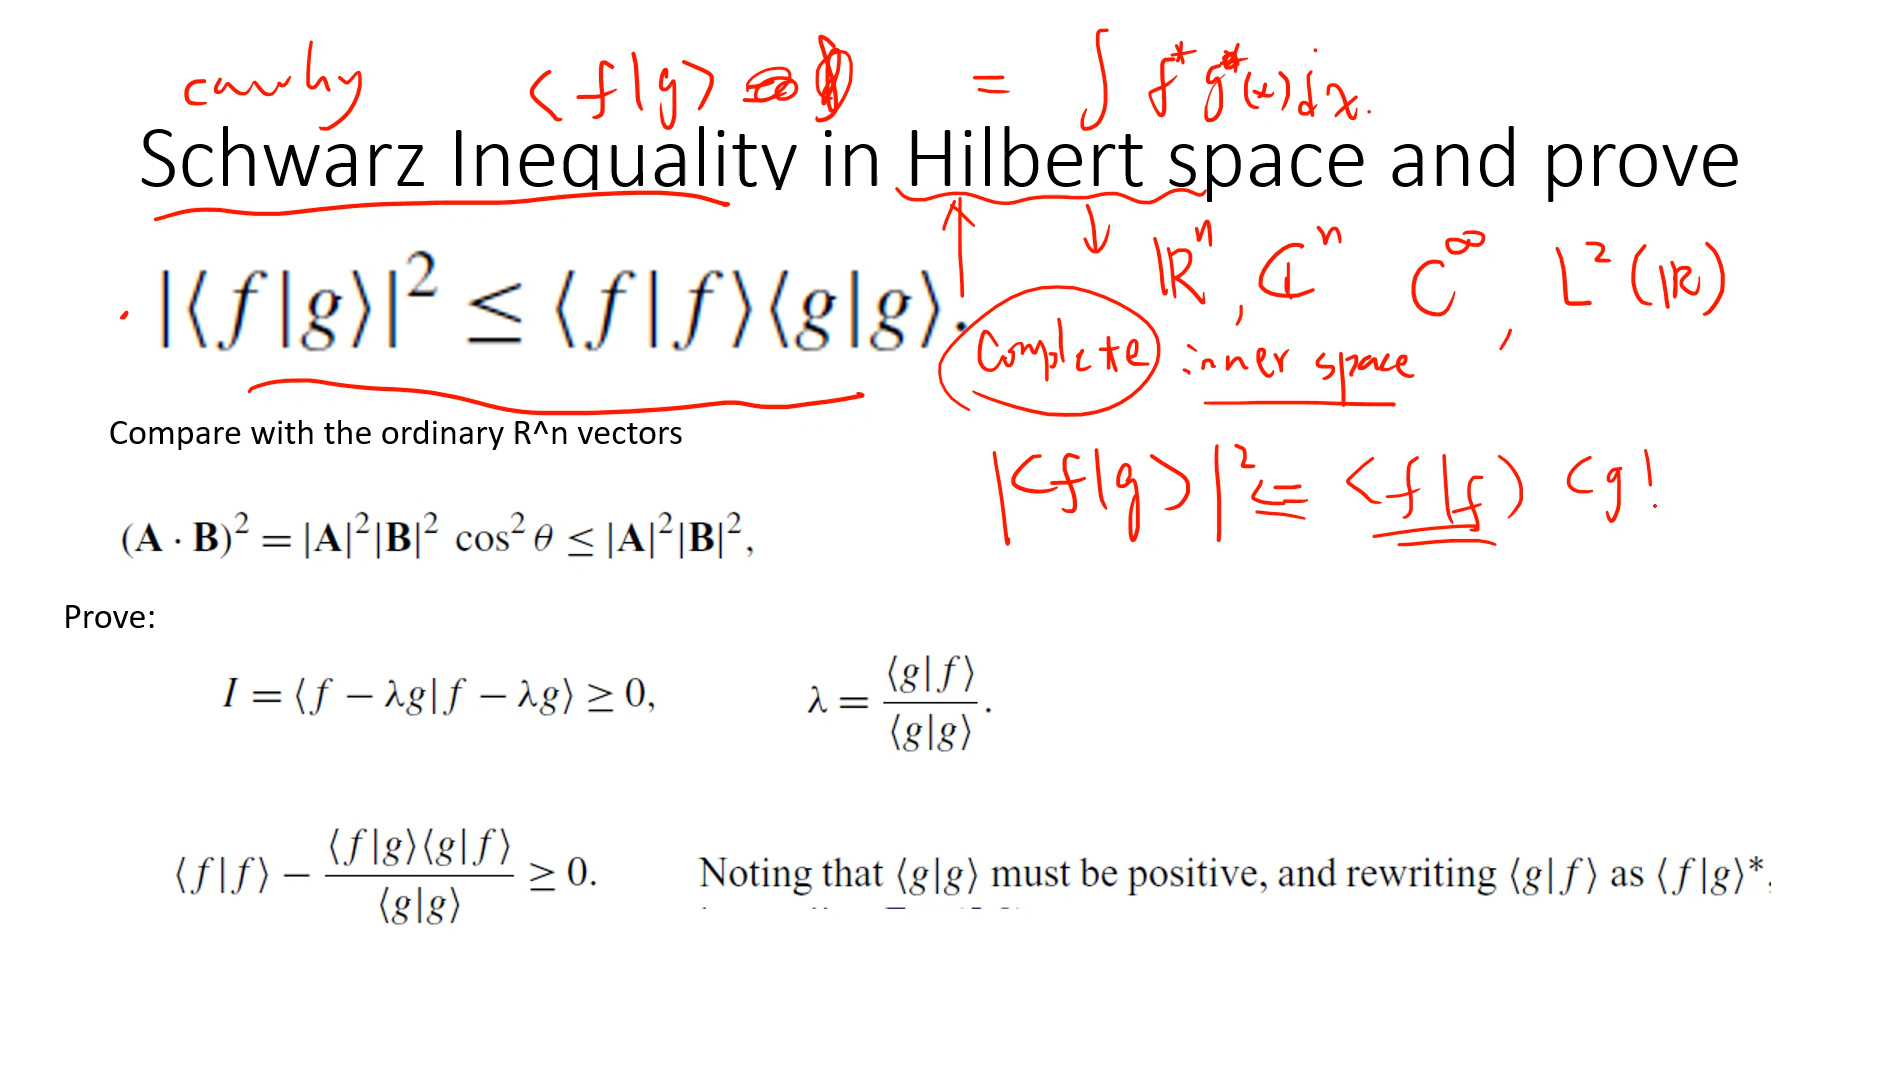 cauchy ⟨f|g⟩ = ∫ f* g*(x) dx.
Schwarz Inequality in Hilbert space and prove
ℝⁿ, ℂⁿ C^∞, L²(ℝ)
|⟨f|g⟩|² ≤ ⟨f|f⟩⟨g|g⟩.
Complete inner space
Compare with the ordinary R^n vectors
|⟨f|g⟩|² ≤ ⟨f|f⟩ ⟨g|
(A · B)² = |A|²|B|² cos² θ ≤ |A|²|B|²,
Prove:
I = ⟨f − λg|f − λg⟩ ≥ 0, λ = ⟨g|f⟩ / ⟨g|g⟩.
⟨f|f⟩ − ⟨f|g⟩⟨g|f⟩ / ⟨g|g⟩ ≥ 0. Noting that ⟨g|g⟩ must be positive, and rewriting ⟨g|f⟩ as ⟨f|g⟩*,